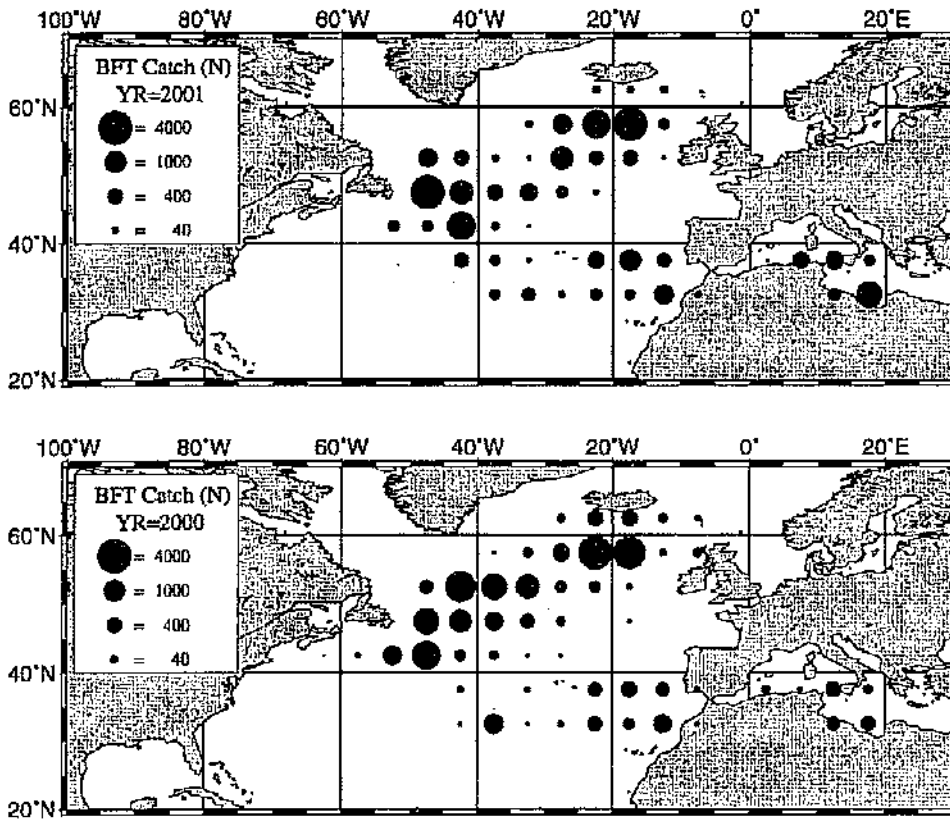 100°W 80°W 60°W 40°W 20°W 0° 20°E
BFT Catch (N)
YR=2001
= 4000
= 1000
= 400
= 40
60°N
40°N
20°N
100°W 80°W 60°W 40°W 20°W 0° 20°E
BFT Catch (N)
YR=2000
= 4000
= 1000
= 400
= 40
60°N
40°N
20°N